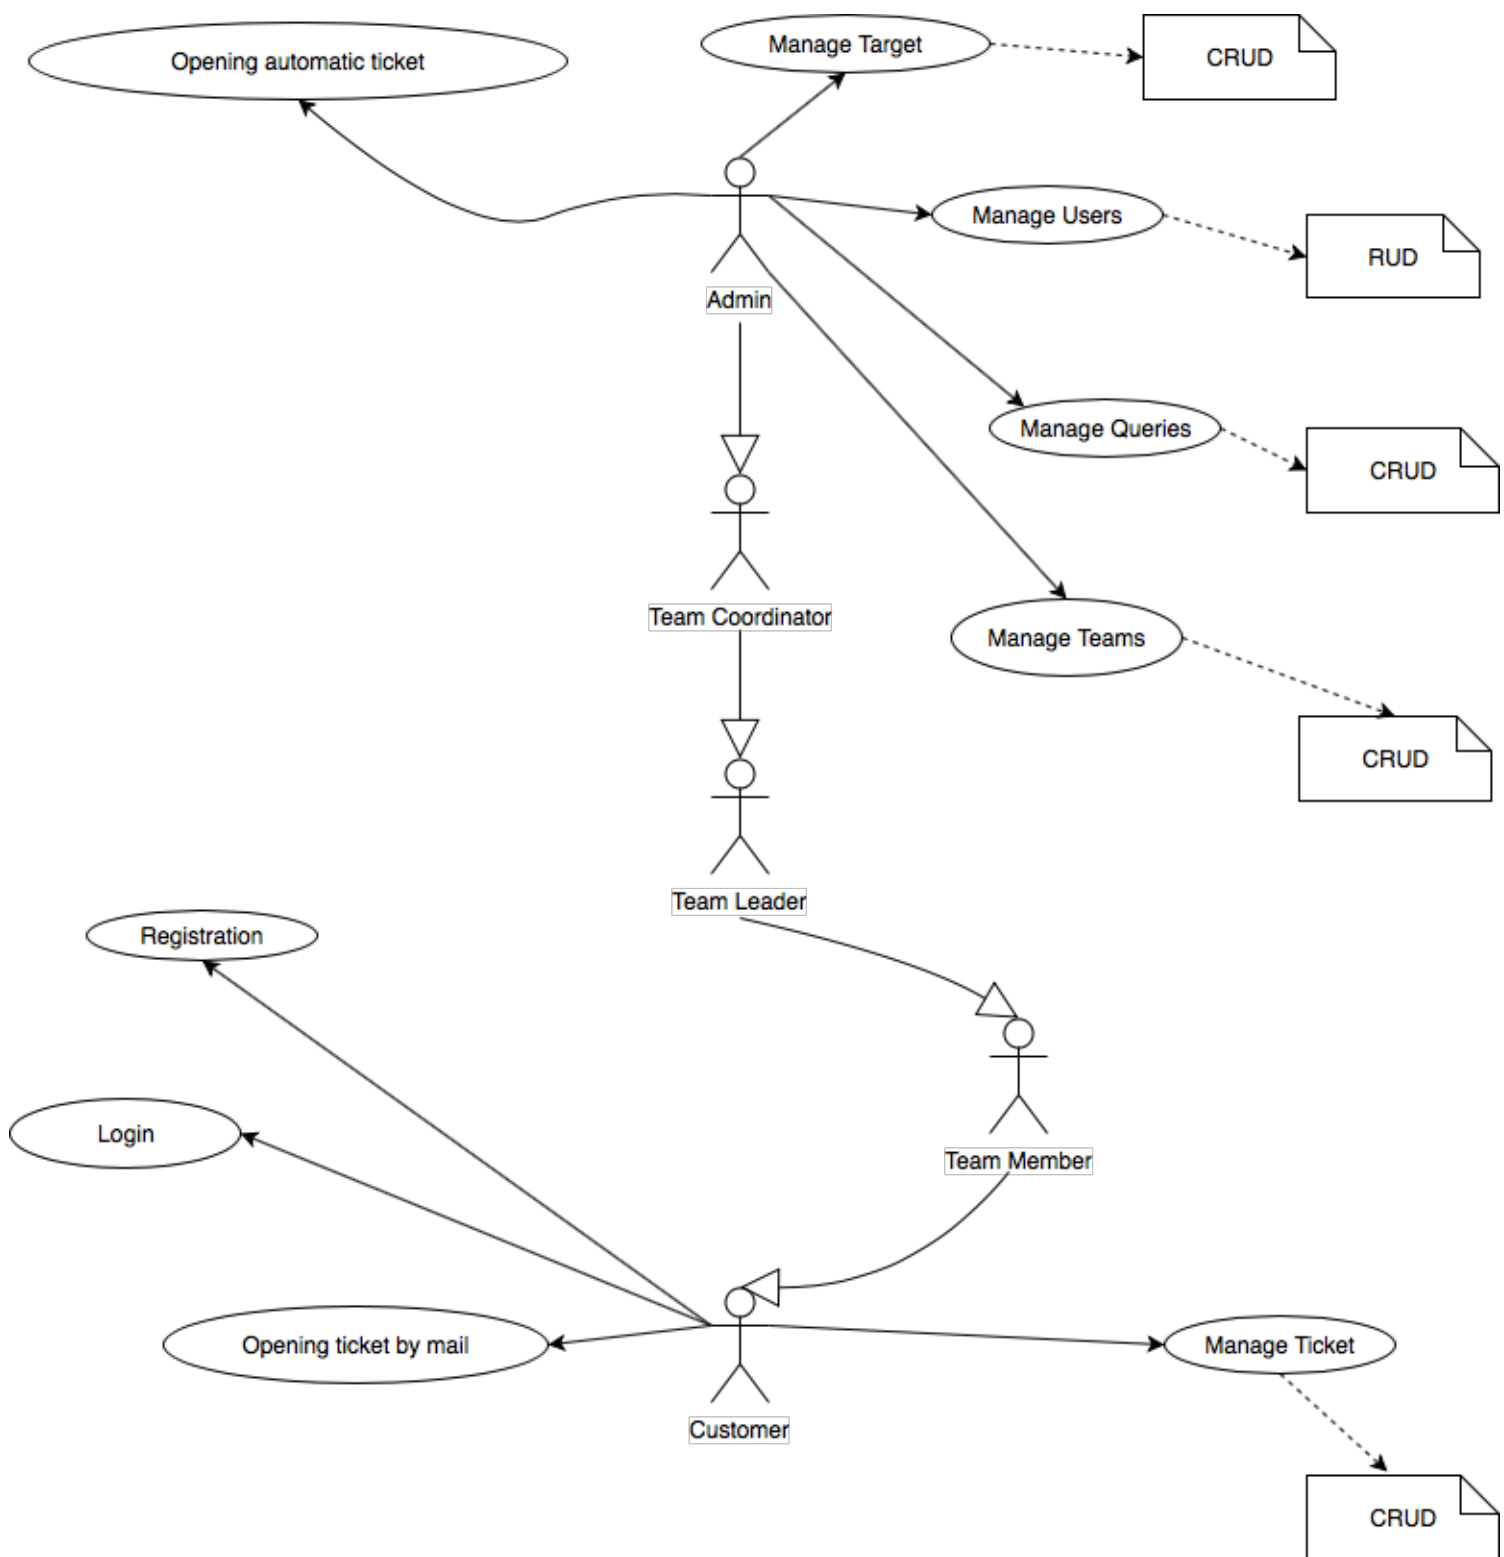 Opening automatic ticket
Manage Target
CRUD
Manage Users
RUD
Admin
Manage Queries
CRUD
Team Coordinator
Manage Teams
CRUD
Team Leader
Registration
Login
Team Member
Opening ticket by mail
Manage Ticket
Customer
CRUD